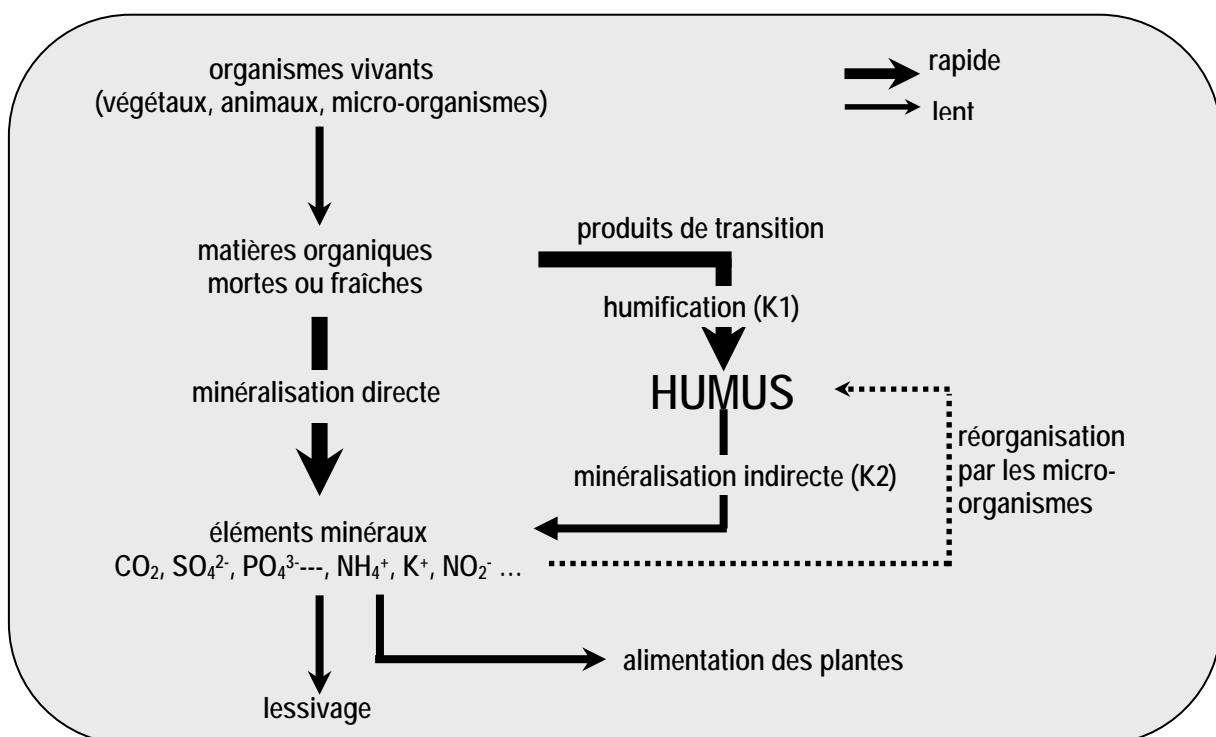 organismes vivants
(végétaux, animaux, micro-organismes)
rapide
lent
produits de transition
matières organiques
mortes ou fraîches
humification (K1)
minéralisation directe
HUMUS
réorganisation
par les micro-
organismes
minéralisation indirecte (K2)
éléments minéraux
CO₂, SO₄²⁻, PO₄³⁻---, NH₄⁺, K⁺, NO₂⁻ …
alimentation des plantes
lessivage